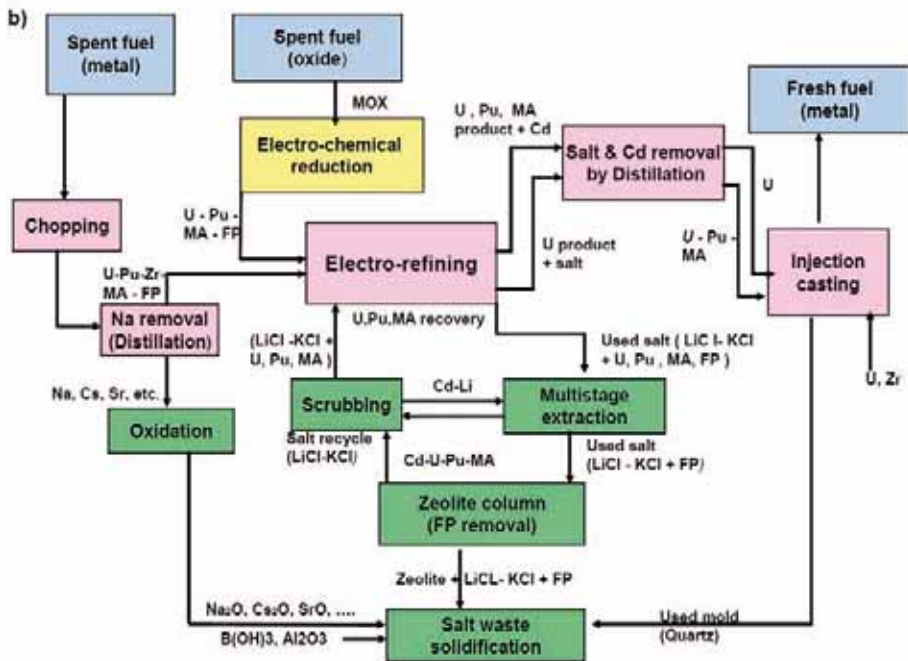 b)
Spent fuel
(metal)
Spent fuel
(oxide)
Fresh fuel
(metal)
MOX
Electro-chemical
reduction
U , Pu,  MA
product + Cd
Salt & Cd removal
by Distillation
U
Chopping
U - Pu -
MA - FP
Electro-refining
U product
+ salt
U - Pu -
MA
Injection
casting
U-Pu-Zr-
MA - FP
Na removal
(Distillation)
U,Pu,MA recovery
(LiCl -KCl +
U, Pu, MA )
Used salt ( LiC l- KCl
+ U, Pu , MA, FP )
U, Zr
Na, Cs, Sr, etc.
Oxidation
Scrubbing
Cd-Li
Multistage
extraction
Salt recycle
(LiCl-KCl)
Cd-U-Pu-MA
Used salt
(LiCl - KCl + FP)
Zeolite column
(FP removal)
Zeolite + LiCL- KCl + FP
Na₂O, Cs₂O, SrO, ....
B(OH)3, Al2O3
Salt waste
solidification
Used mold
(Quartz)